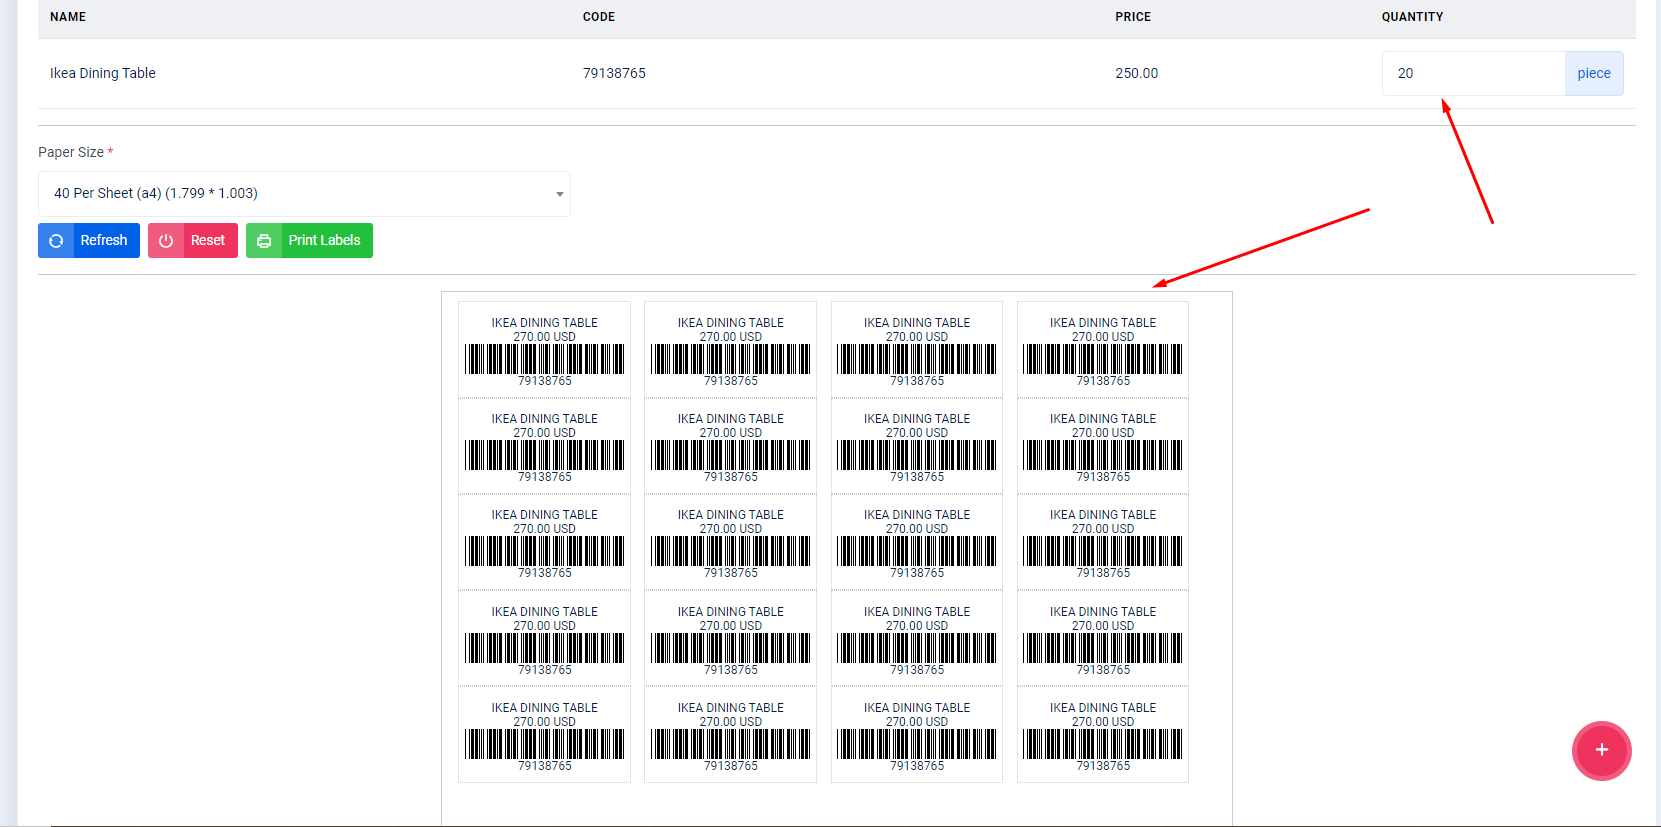 NAME CODE PRICE QUANTITY
Ikea Dining Table 79138765 250.00 20 piece
Paper Size *
40 Per Sheet (a4) (1.799 * 1.003)
Refresh Reset Print Labels
IKEA DINING TABLE IKEA DINING TABLE IKEA DINING TABLE IKEA DINING TABLE
270.00 USD 270.00 USD 270.00 USD 270.00 USD
79138765 79138765 79138765 79138765
IKEA DINING TABLE IKEA DINING TABLE IKEA DINING TABLE IKEA DINING TABLE
270.00 USD 270.00 USD 270.00 USD 270.00 USD
79138765 79138765 79138765 79138765
IKEA DINING TABLE IKEA DINING TABLE IKEA DINING TABLE IKEA DINING TABLE
270.00 USD 270.00 USD 270.00 USD 270.00 USD
79138765 79138765 79138765 79138765
IKEA DINING TABLE IKEA DINING TABLE IKEA DINING TABLE IKEA DINING TABLE
270.00 USD 270.00 USD 270.00 USD 270.00 USD
79138765 79138765 79138765 79138765
IKEA DINING TABLE IKEA DINING TABLE IKEA DINING TABLE IKEA DINING TABLE
270.00 USD 270.00 USD 270.00 USD 270.00 USD
79138765 79138765 79138765 79138765
+